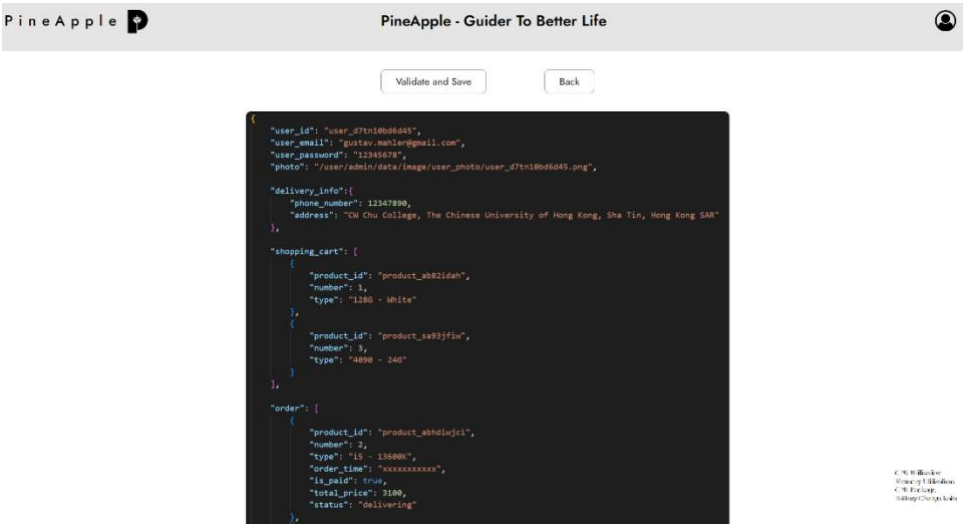 PineApple
PineApple - Guider To Better Life
Validate and Save
Back
{
"user_id": "user_d7tn10bd6d45",
"user_email": "gustav.mahler@gmail.com",
"user_password": "12345678",
"photo": "/user/admin/data/image/user_photo/user_d7tn10bd6d45.png",
"delivery_info":{
"phone_number": 12347890,
"address": "CW Chu College, The Chinese University of Hong Kong, Sha Tin, Hong Kong SAR"
},
"shopping_cart": [
{
"product_id": "product_ab82idah",
"number": 1,
"type": "128G - White"
},
{
"product_id": "product_sa93jfiw",
"number": 3,
"type": "4090 - 24G"
}
],
"order": [
{
"product_id": "product_abhdiwjci",
"number": 2,
"type": "i5 - 13600K",
"order_time": "xxxxxxxxxxx",
"is_paid": true,
"total_price": 3100,
"status": "delivering"
},